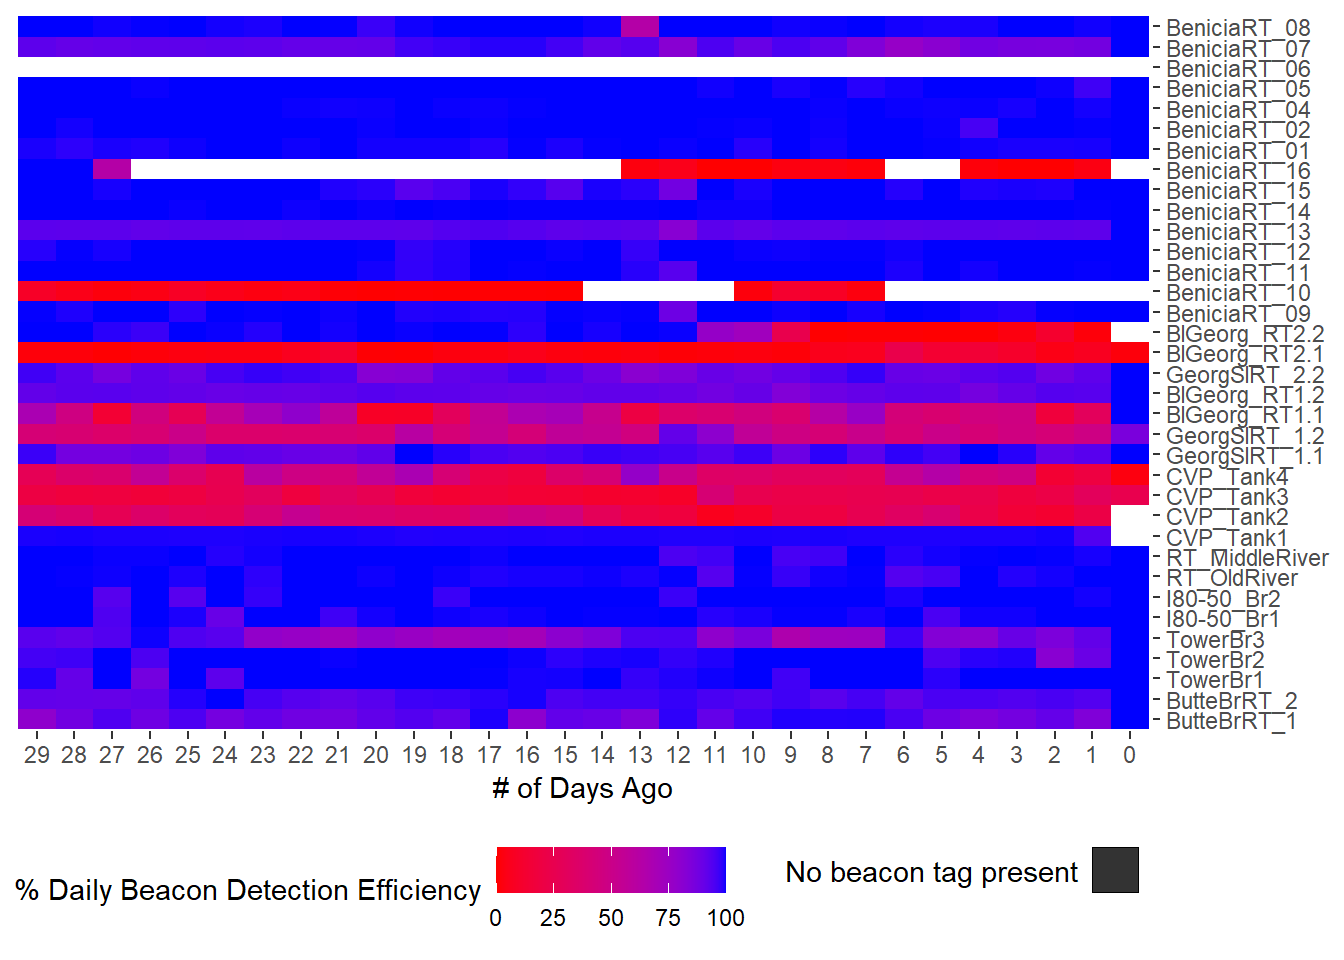 BeniciaRT_08
BeniciaRT_07
BeniciaRT_06
BeniciaRT_05
BeniciaRT_04
BeniciaRT_02
BeniciaRT_01
BeniciaRT_16
BeniciaRT_15
BeniciaRT_14
BeniciaRT_13
BeniciaRT_12
BeniciaRT_11
BeniciaRT_10
BeniciaRT_09
BlGeorg_RT2.2
BlGeorg_RT2.1
GeorgSlRT_2.2
BlGeorg_RT1.2
BlGeorg_RT1.1
GeorgSlRT_1.2
GeorgSlRT_1.1
CVP_Tank4
CVP_Tank3
CVP_Tank2
CVP_Tank1
RT_MiddleRiver
RT_OldRiver
I80-50_Br2
I80-50_Br1
TowerBr3
TowerBr2
TowerBr1
ButteBrRT_2
ButteBrRT_1
29 28 27 26 25 24 23 22 21 20 19 18 17 16 15 14 13 12 11 10 9 8 7 6 5 4 3 2 1 0
# of Days Ago
% Daily Beacon Detection Efficiency
0 25 50 75 100
No beacon tag present